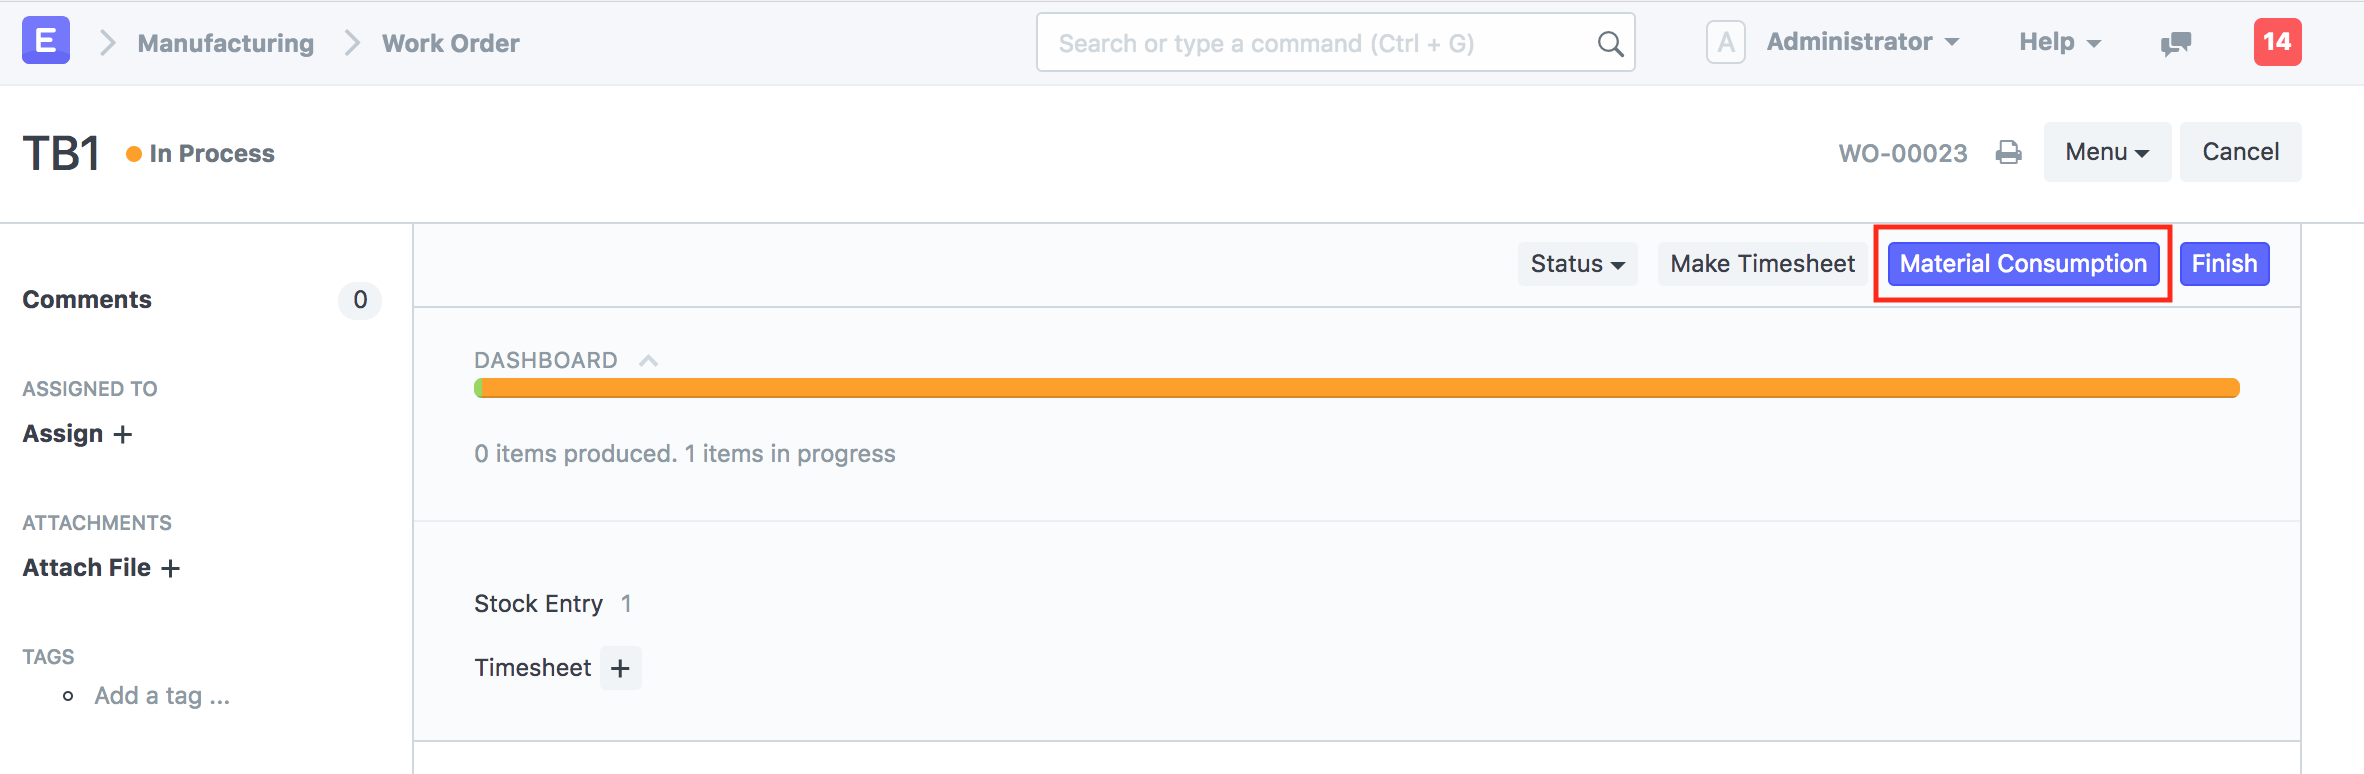 E Manufacturing Work Order Search or type a command (Ctrl + G) A Administrator Help 14
TB1 In Process WO-00023 Menu Cancel
Status Make Timesheet Material Consumption Finish
Comments 0
ASSIGNED TO
Assign +
ATTACHMENTS
Attach File +
TAGS
Add a tag ...
DASHBOARD
0 items produced. 1 items in progress
Stock Entry 1
Timesheet +